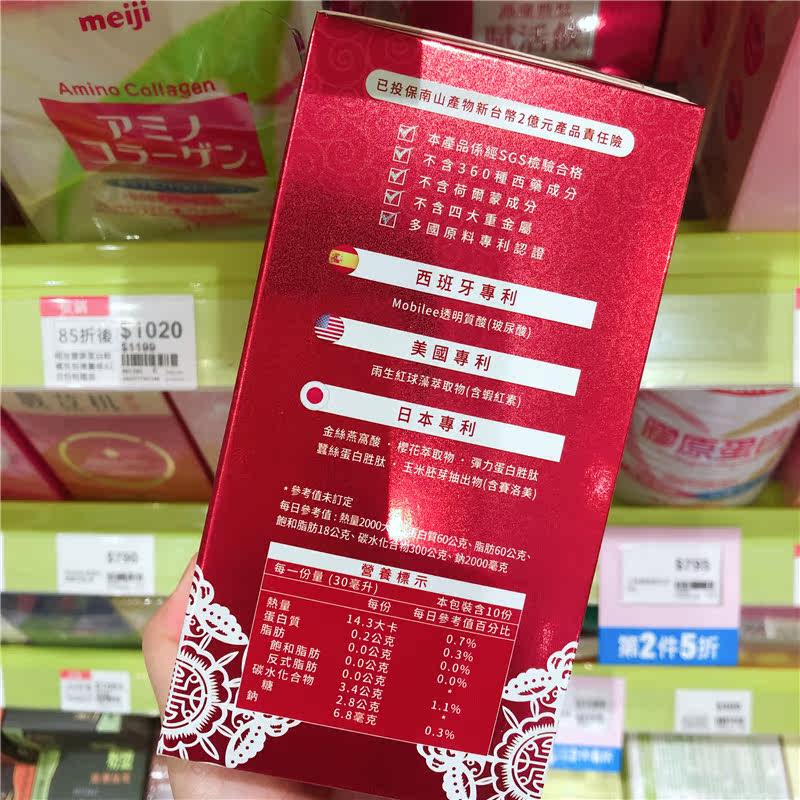 meiji
Amino Collagen
アミノ
コラーゲン
已投保南山產物新台幣2億元產品責任險
本產品係經SGS檢驗合格
不含360種西藥成分
不含荷爾蒙成分
不含四大重金屬
多國原料專利認證
西班牙專利
Mobilee透明質酸(玻尿酸)
美國專利
雨生紅球藻萃取物(含蝦紅素)
日本專利
金絲燕窩酸・櫻花萃取物・彈力蛋白胜肽
蠶絲蛋白胜肽・玉米胚芽抽出物(含賽洛美)
*參考值未訂定
每日參考值:熱量2000大 蛋白質60公克、脂肪60公克、
飽和脂肪18公克、碳水化合物300公克、鈉2000毫克
營養標示
每一份量 (30毫升) 本包裝含10份
每份 每日參考值百分比
熱量 14.3大卡 0.7%
蛋白質 0.2公克 0.3%
脂肪 0.0公克 0.0%
飽和脂肪 0.0公克 0.0%
反式脂肪 0.0公克 *
碳水化合物 3.4公克 1.1%
糖 2.8公克 *
鈉 6.8毫克 0.3%
85折後 $1020
$1199
膠原蛋白
$790
$795
第2件5折